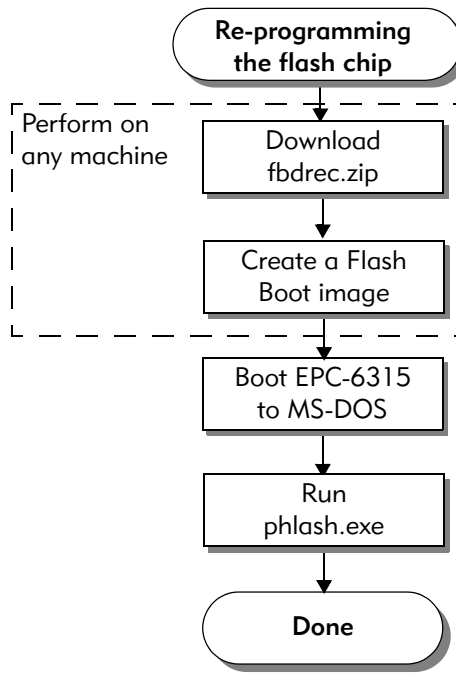 Re-programming
the flash chip
Perform on
any machine
Download
fbdrec.zip
Create a Flash
Boot image
Boot EPC-6315
to MS-DOS
Run
phlash.exe
Done